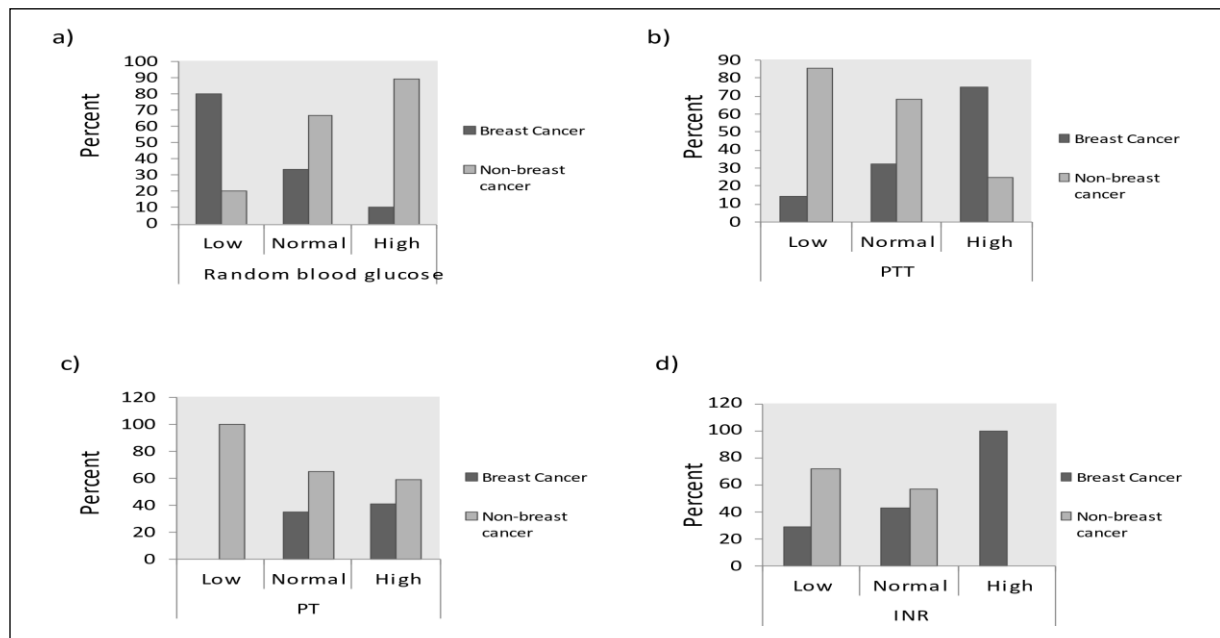 a)
Percent
100
90
80
70
60
50
40
30
20
10
0
Low Normal High
Random blood glucose
Breast Cancer
Non-breast
cancer
b)
Percent
90
80
70
60
50
40
30
20
10
0
Low Normal High
PTT
Breast Cancer
Non-breast
cancer
c)
Percent
120
100
80
60
40
20
0
Low Normal High
PT
Breast Cancer
Non-breast
cancer
d)
Percent
120
100
80
60
40
20
0
Low Normal High
INR
Breast Cancer
Non-breast
cancer